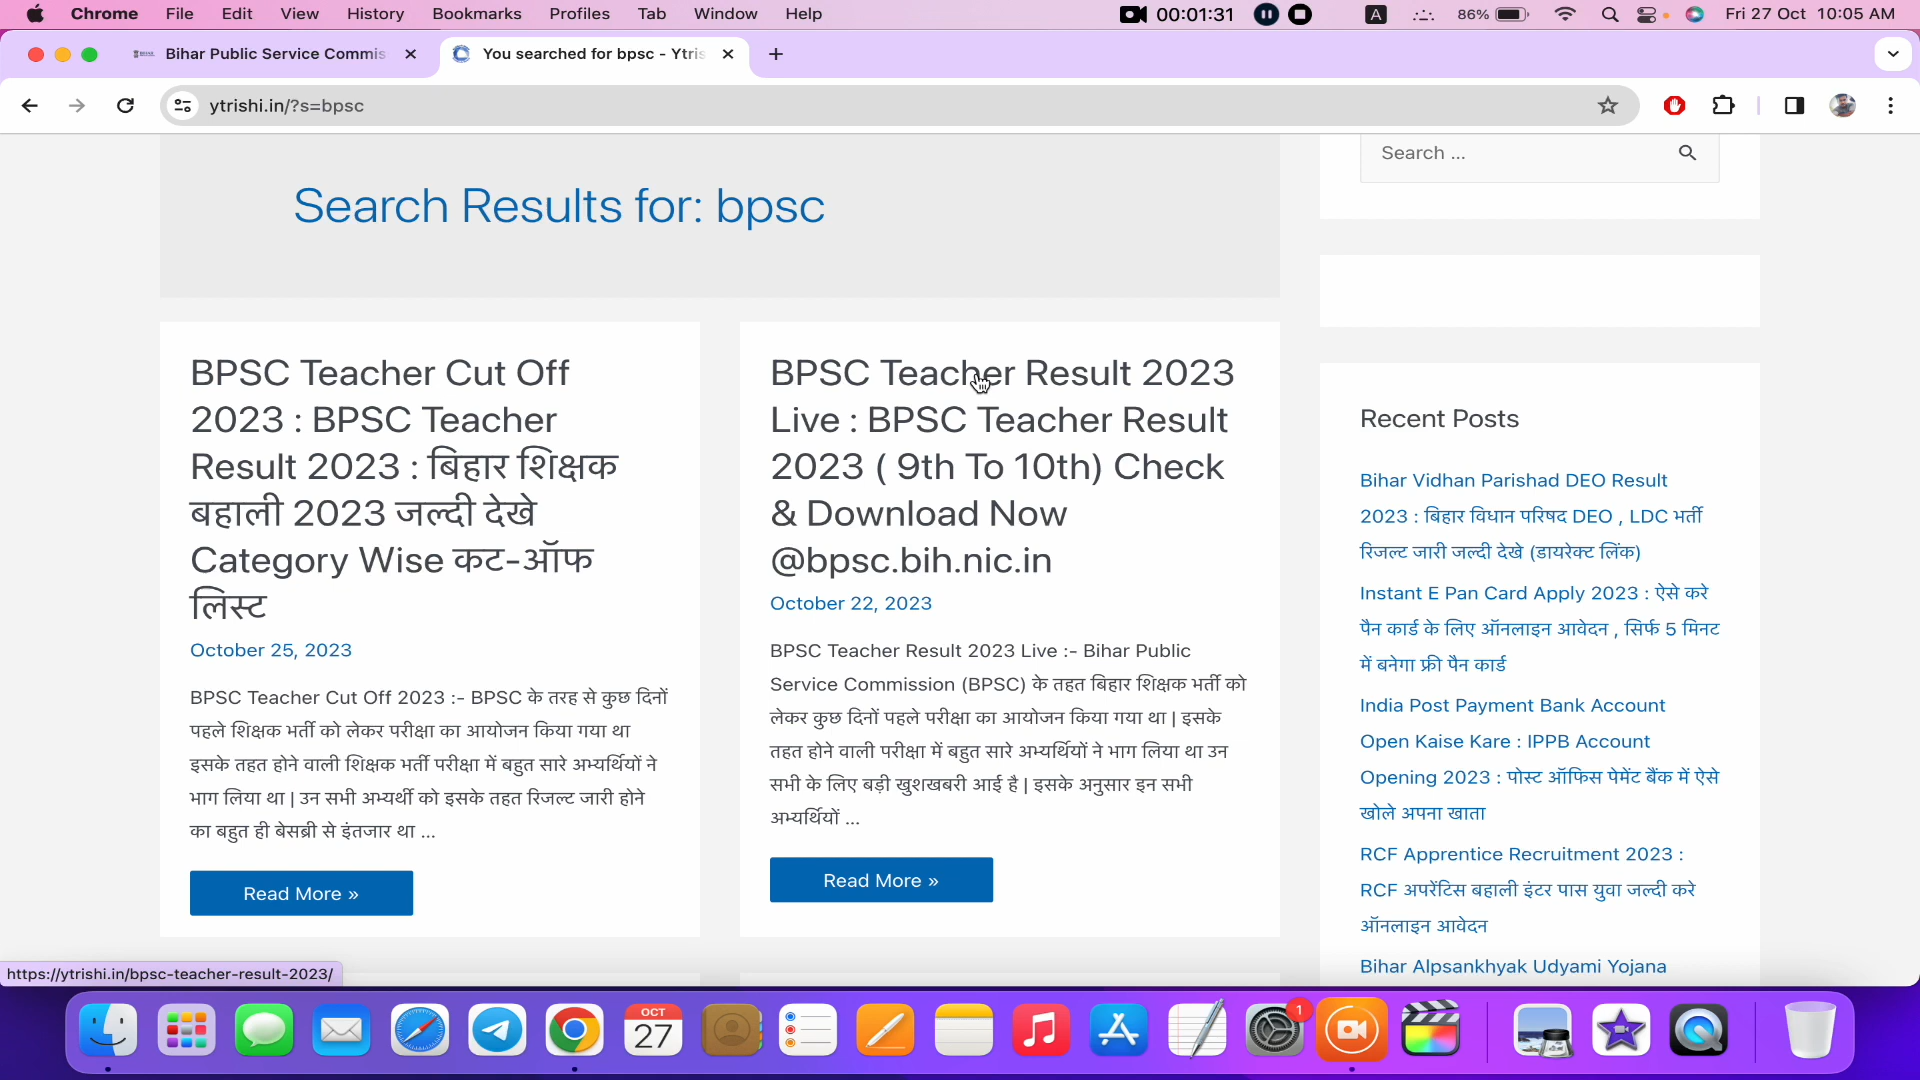 Chrome File Edit View History Bookmarks Profiles Tab Window Help 00:01:31 A 86% Fri 27 Oct 10:05 AM
Bihar Public Service Commis
You searched for bpsc - Ytris
ytrishi.in/?s=bpsc
Search ...
Search Results for: bpsc
BPSC Teacher Cut Off
2023 : BPSC Teacher
Result 2023 : बिहार शिक्षक
बहाली 2023 जल्दी देखे
Category Wise कट-ऑफ
लिस्ट
October 25, 2023
BPSC Teacher Cut Off 2023 :- BPSC के तरह से कुछ दिनों
पहले शिक्षक भर्ती को लेकर परीक्षा का आयोजन किया गया था
इसके तहत होने वाली शिक्षक भर्ती परीक्षा में बहुत सारे अभ्यर्थियों ने
भाग लिया था | उन सभी अभ्यर्थी को इसके तहत रिजल्ट जारी होने
का बहुत ही बेसब्री से इंतजार था ...
Read More »
BPSC Teacher Result 2023
Live : BPSC Teacher Result
2023 ( 9th To 10th) Check
& Download Now
@bpsc.bih.nic.in
October 22, 2023
BPSC Teacher Result 2023 Live :- Bihar Public
Service Commission (BPSC) के तहत बिहार शिक्षक भर्ती को
लेकर कुछ दिनों पहले परीक्षा का आयोजन किया गया था | इसके
तहत होने वाली परीक्षा में बहुत सारे अभ्यर्थियों ने भाग लिया था उन
सभी के लिए बड़ी खुशखबरी आई है | इसके अनुसार इन सभी
अभ्यर्थियों ...
Read More »
Recent Posts
Bihar Vidhan Parishad DEO Result
2023 : बिहार विधान परिषद DEO , LDC भर्ती
रिजल्ट जारी जल्दी देखे (डायरेक्ट लिंक)
Instant E Pan Card Apply 2023 : ऐसे करे
पैन कार्ड के लिए ऑनलाइन आवेदन , सिर्फ 5 मिनट
में बनेगा फ्री पैन कार्ड
India Post Payment Bank Account
Open Kaise Kare : IPPB Account
Opening 2023 : पोस्ट ऑफिस पेमेंट बैंक में ऐसे
खोले अपना खाता
RCF Apprentice Recruitment 2023 :
RCF अपरेंटिस बहाली इंटर पास युवा जल्दी करे
ऑनलाइन आवेदन
Bihar Alpsankhyak Udyami Yojana
https://ytrishi.in/bpsc-teacher-result-2023/
OCT
27
1